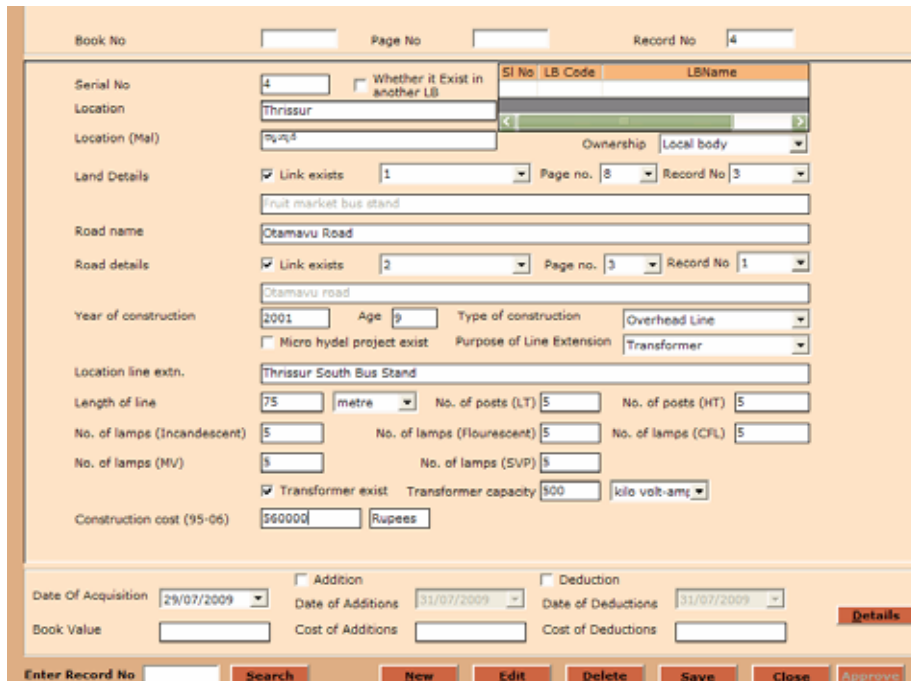 Book No Page No Record No 4
Serial No 4 Whether it Exist in another LB Sl No LB Code LBName
Location Thrissur
Location (Mal) Ownership Local body
Land Details Link exists 1 Page no. 8 Record No 3
Fruit market bus stand
Road name Otamavu Road
Road details Link exists 2 Page no. 3 Record No 1
Otamavu road
Year of construction 2001 Age 9 Type of construction Overhead Line
Micro hydel project exist Purpose of Line Extension Transformer
Location line extn. Thrissur South Bus Stand
Length of line 75 metre No. of posts (LT) 5 No. of posts (HT) 5
No. of lamps (Incandescent) 5 No. of lamps (Flourescent) 5 No. of lamps (CFL) 5
No. of lamps (MV) 5 No. of lamps (SVP) 5
Transformer exist Transformer capacity 500 kilo volt-amp
Construction cost (95-06) 560000 Rupees
Addition Deduction
Date Of Acquisition 29/07/2009 Date of Additions 31/07/2009 Date of Deductions 31/07/2009
Details
Book Value Cost of Additions Cost of Deductions
Enter Record No Search New Edit Delete Save Close Approve